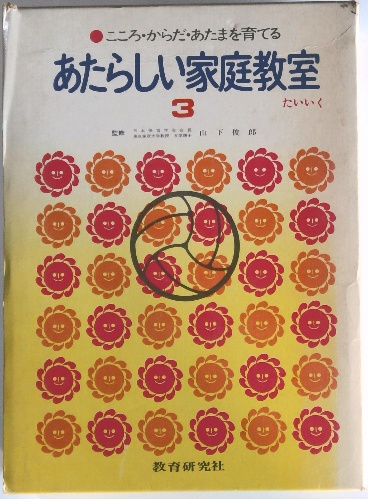 ●こころ・からだ・あたまを育てる
あたらしい家庭教室
3
たいいく
監修
山下俊郎
教育研究社